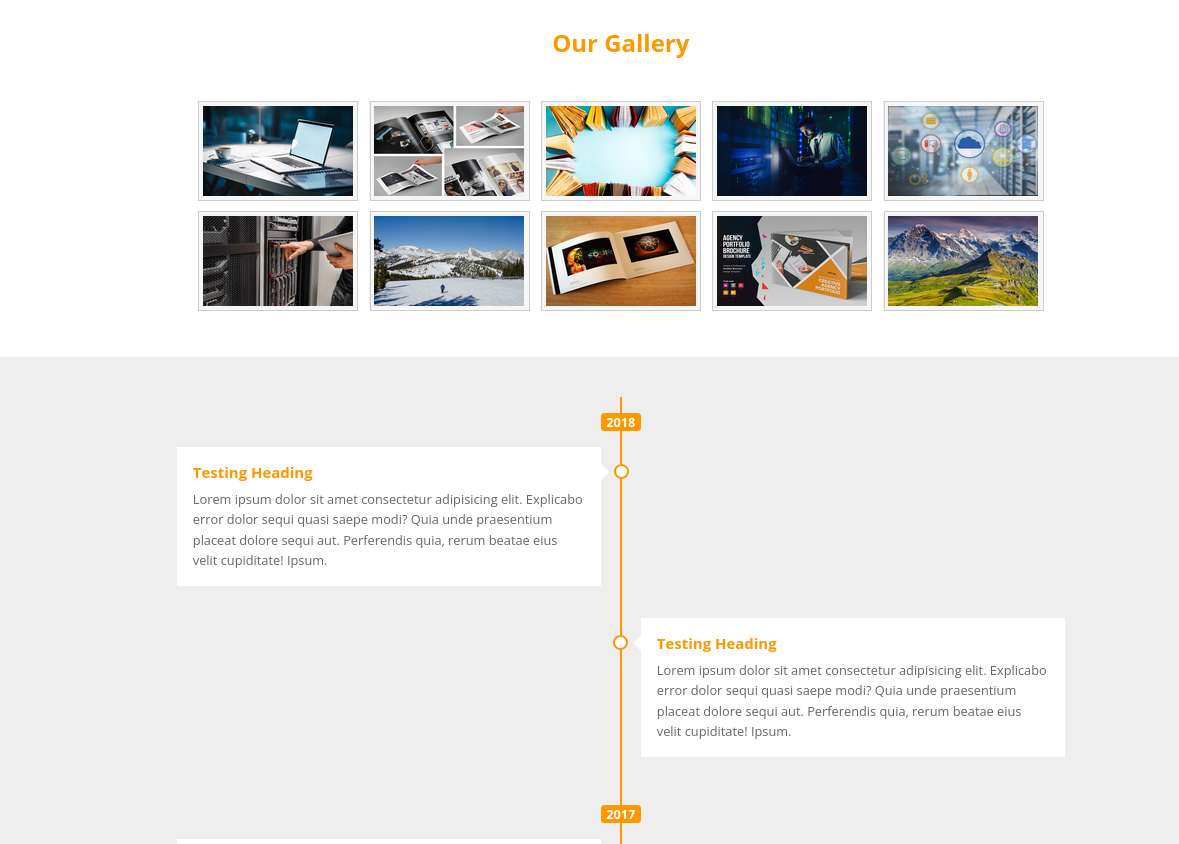 Our Gallery
AGENCY
PORTFOLIO
BROCHURE
DESIGN TEMPLATE
CREATIVE
AGENCY
PORTFOLIO
2018
Testing Heading
Lorem ipsum dolor sit amet consectetur adipisicing elit. Explicabo
error dolor sequi quasi saepe modi? Quia unde praesentium
placeat dolore sequi aut. Perferendis quia, rerum beatae eius
velit cupiditate! Ipsum.
Testing Heading
Lorem ipsum dolor sit amet consectetur adipisicing elit. Explicabo
error dolor sequi quasi saepe modi? Quia unde praesentium
placeat dolore sequi aut. Perferendis quia, rerum beatae eius
velit cupiditate! Ipsum.
2017